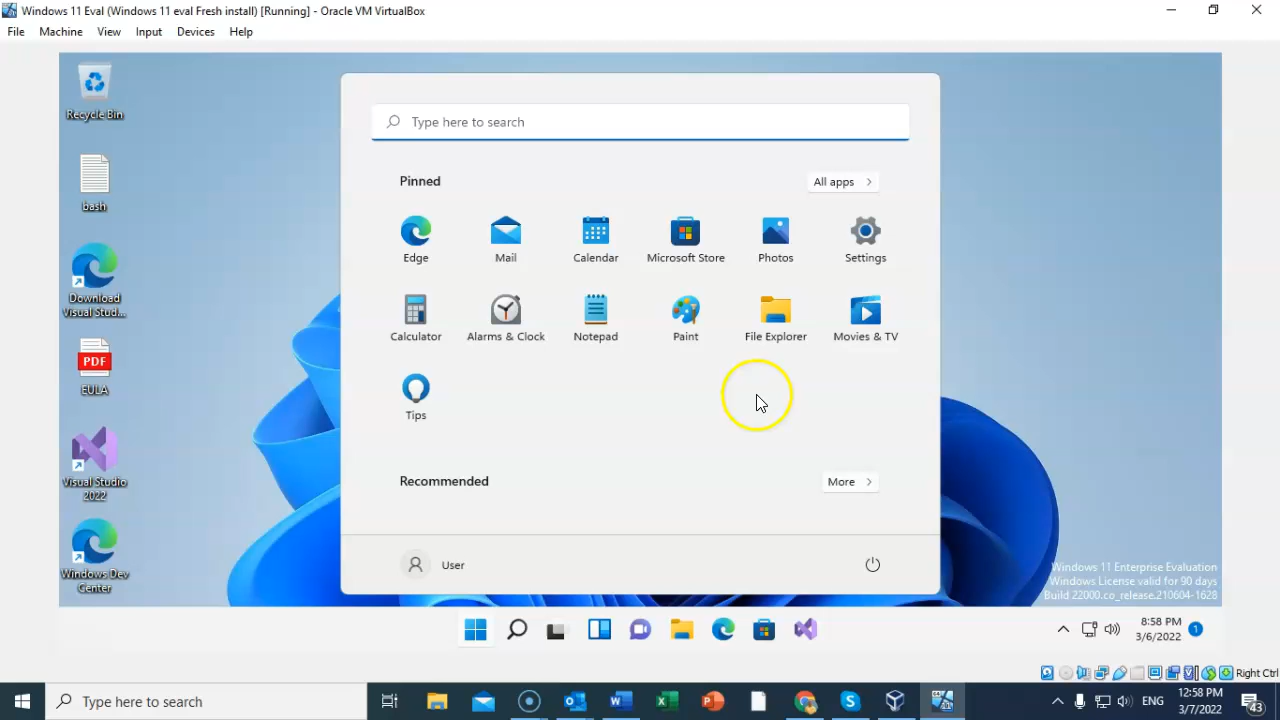 Windows 11 Eval (Windows 11 eval Fresh install) [Running] - Oracle VM VirtualBox
File Machine View Input Devices Help
Recycle Bin
bash
Download
Visual Stud...
PDF
EULA
Visual Studio
2022
Windows Dev
Center
Type here to search
Pinned
All apps >
Edge Mail Calendar Microsoft Store Photos Settings
Calculator Alarms & Clock Notepad Paint File Explorer Movies & TV
Tips
Recommended
More >
User
Windows 11 Enterprise Evaluation
Windows License valid for 90 days
Build 22000.co_release.210604-1628
8:58 PM
3/6/2022
1
Right Ctrl
Type here to search
ENG
12:58 PM
3/7/2022
43